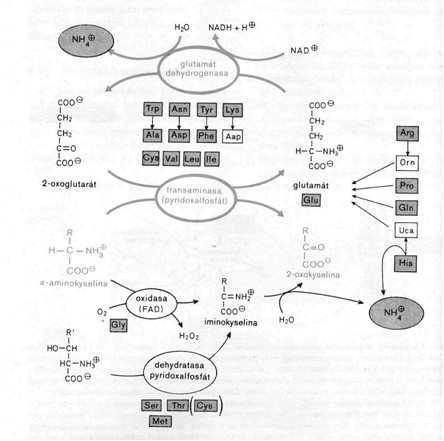 H₂O NADH + H⊕
NH₄⊕
NAD⊕
glutamát
dehydrogenasa
COO⊖
CH₂
CH₂
C=O
COO⊖
2-oxoglutarát
Trp Asn Tyr Lys
Ala Asp Phe Aap
Cys Val Leu Ile
COO⊖
CH₂
CH₂
H—C—NH₃⊕
COO⊖
glutamát
Glu
Arg
Orn
Pro
Gln
Uca
His
NH₄⊕
transaminasa
(pyridoxalfosfát)
R
H—C—NH₃⊕
COO⊖
α-aminokyselina
R
C=O
COO⊖
2-oxokyselina
oxidasa
(FAD)
O₂
Gly
H₂O₂
R
C=NH₂⊕
COO⊖
iminokyselina
H₂O
R'
HO—CH
H—C—NH₃⊕
COO⊖
dehydratasa
pyridoxalfosfát
Ser Thr (Cys)
Met